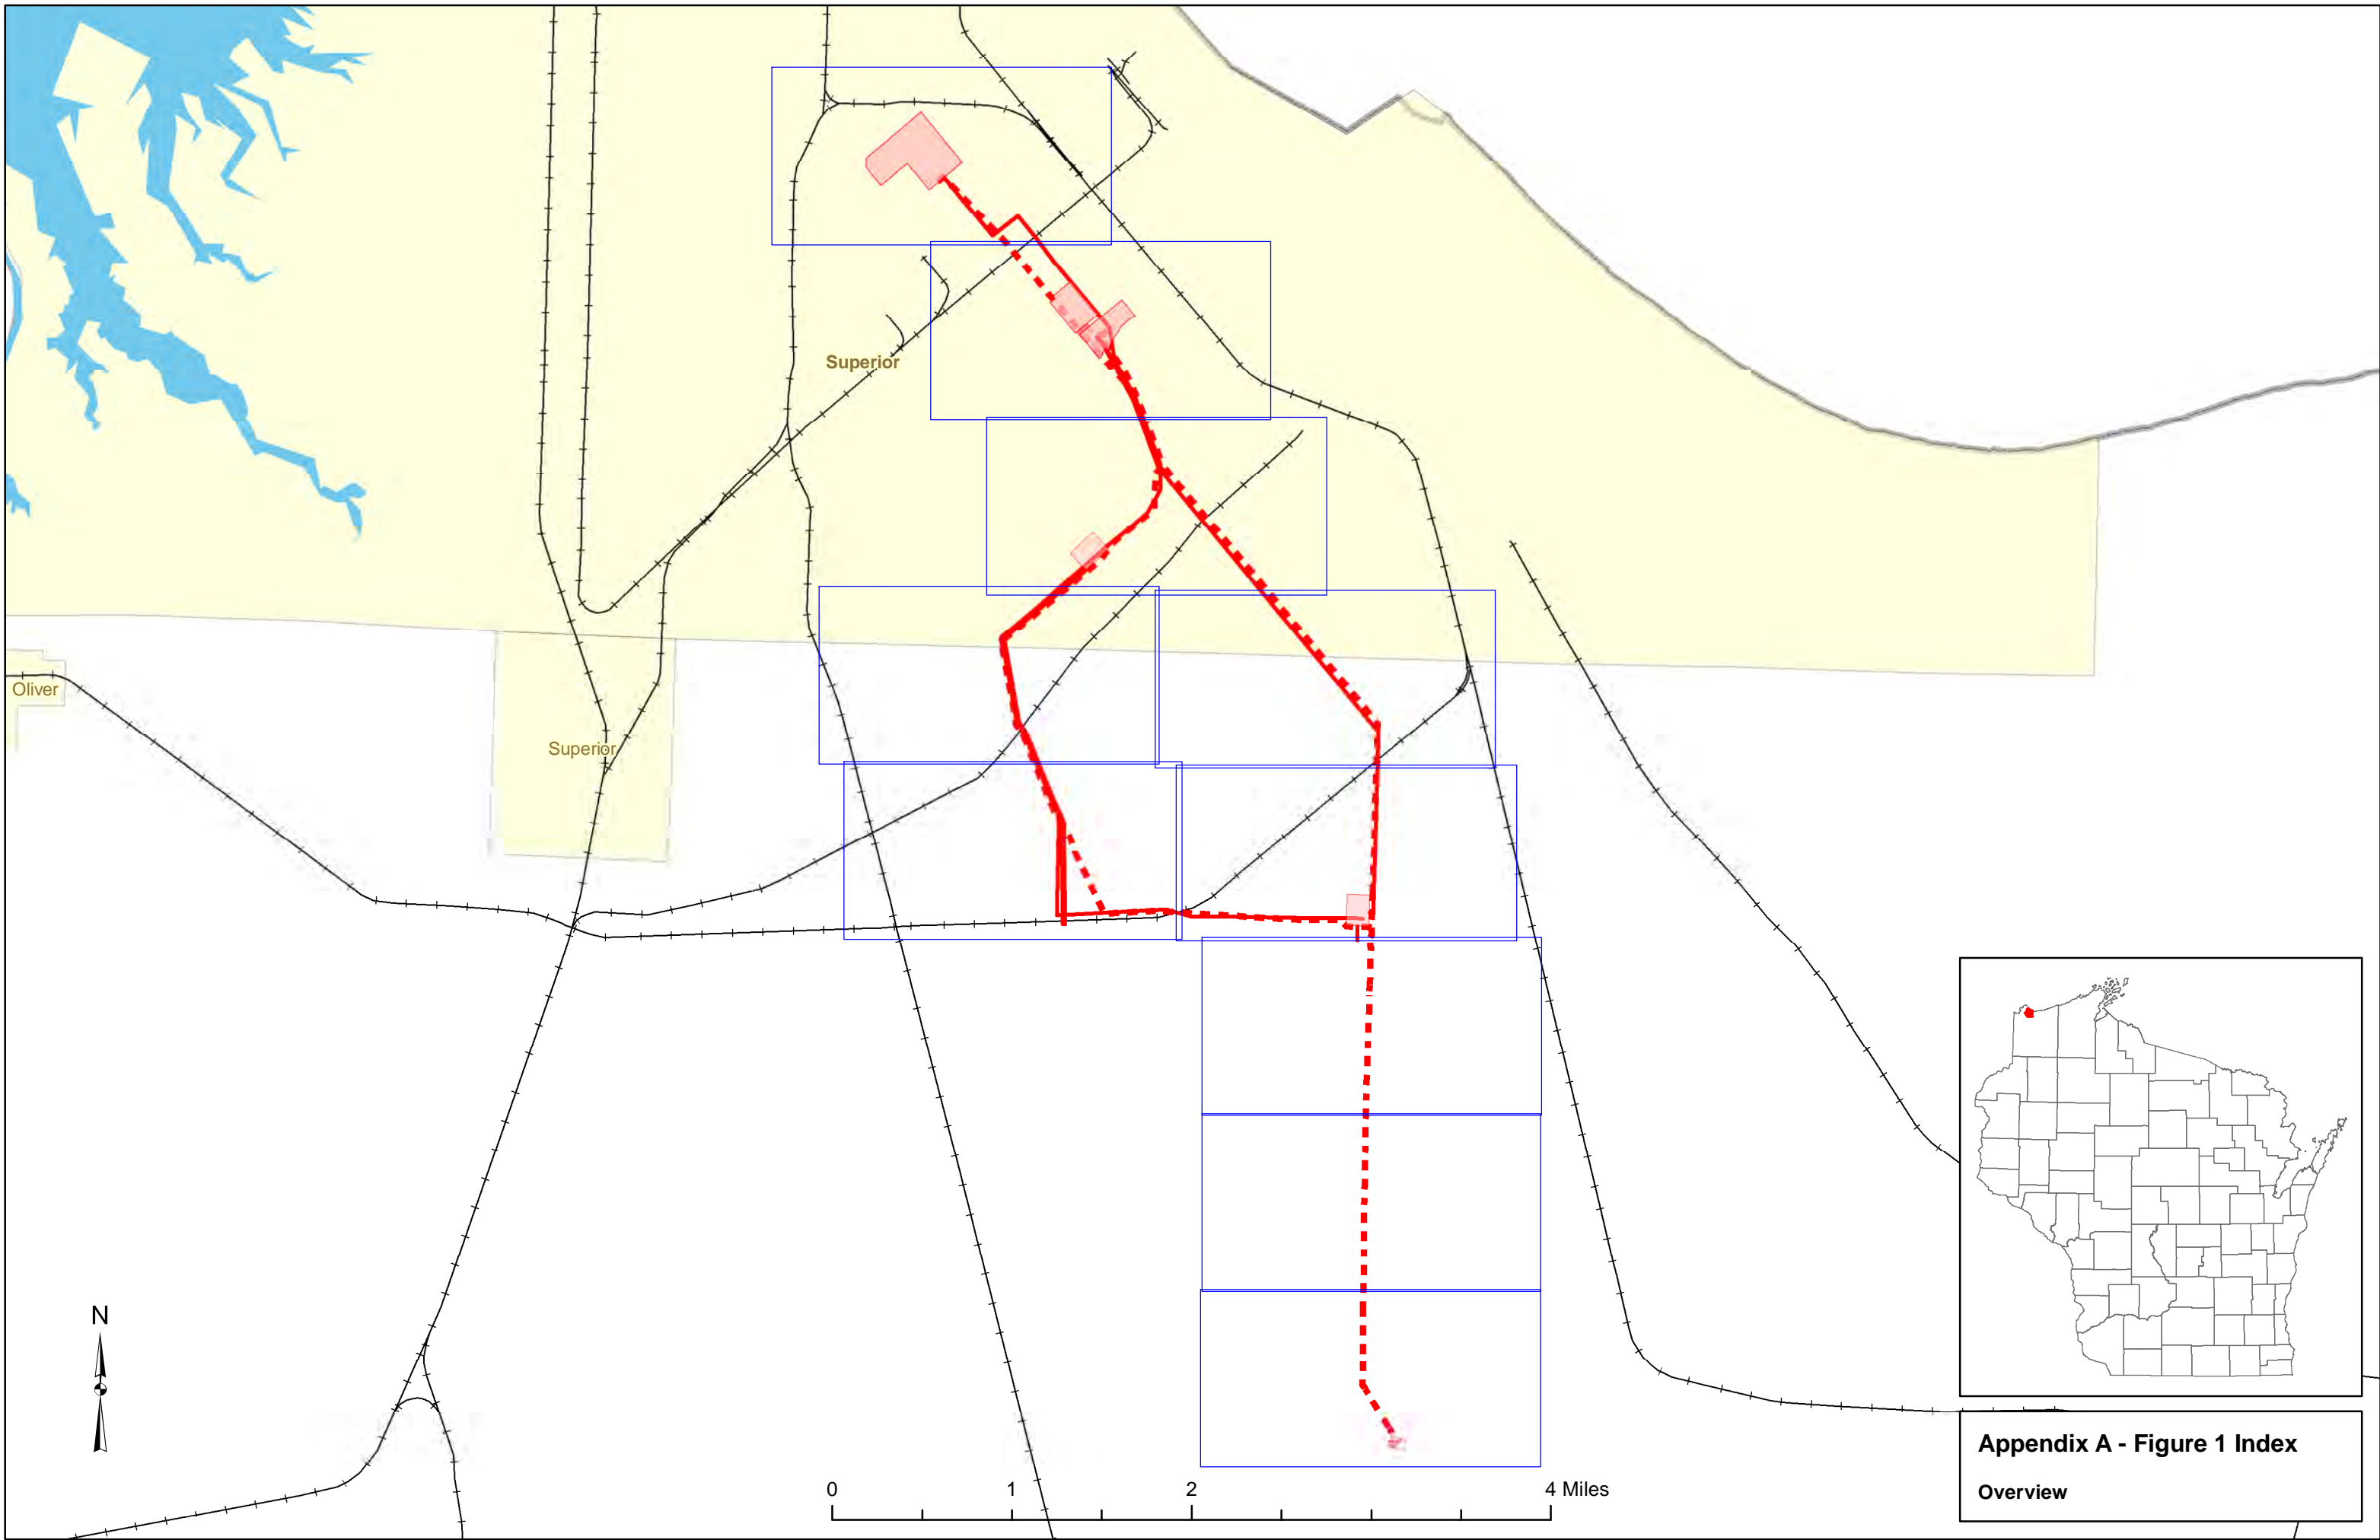 Superior
Oliver
Superior
N
0 1 2 4 Miles
Appendix A - Figure 1 Index
Overview